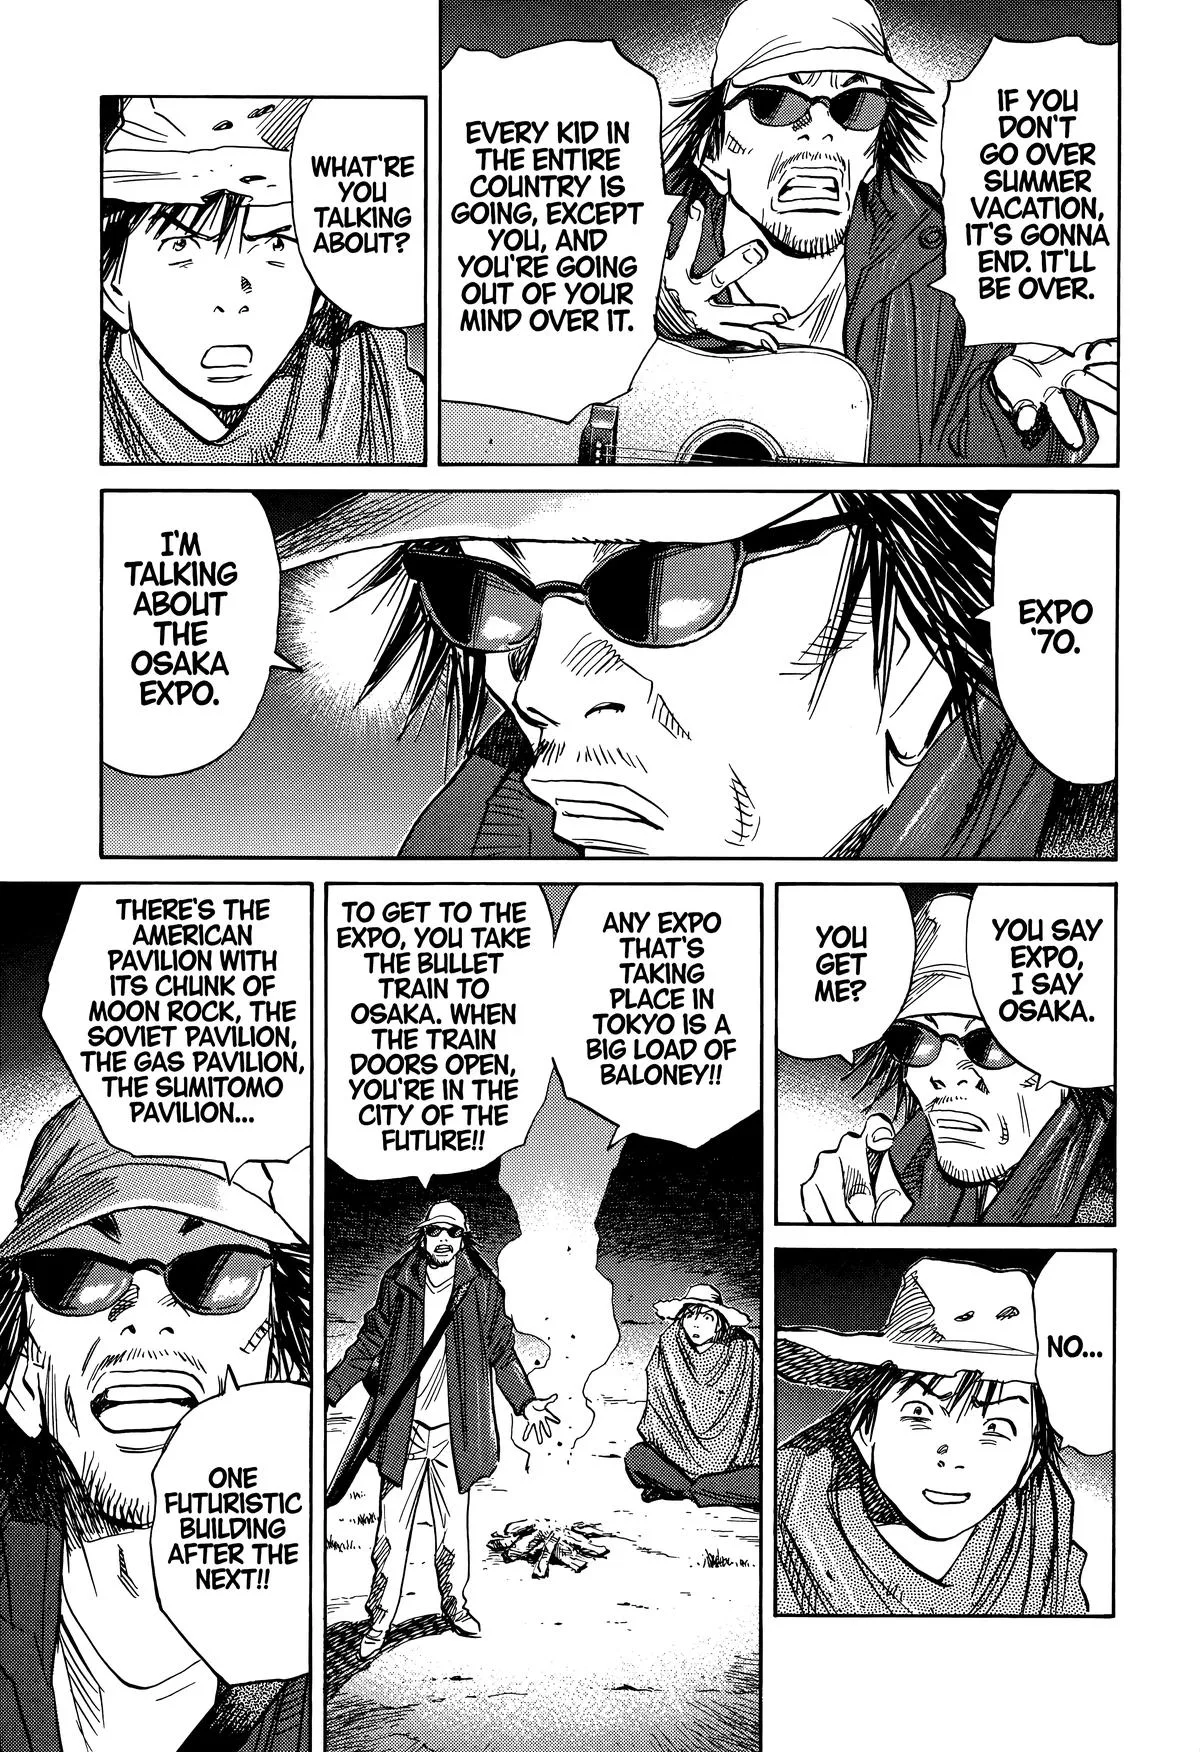 IF YOU
DON'T
GO OVER
SUMMER
VACATION,
IT'S GONNA
END. IT'LL
BE OVER.
EVERY KID IN
THE ENTIRE
COUNTRY IS
GOING, EXCEPT
YOU, AND
YOU'RE GOING
OUT OF YOUR
MIND OVER IT.
WHAT'RE
YOU
TALKING
ABOUT?
EXPO
'70.
I'M
TALKING
ABOUT
THE
OSAKA
EXPO.
YOU SAY
EXPO,
I SAY
OSAKA.
YOU
GET
ME?
NO...
ANY EXPO
THAT'S
TAKING
PLACE IN
TOKYO IS A
BIG LOAD OF
BALONEY!!
TO GET TO THE
EXPO, YOU TAKE
THE BULLET
TRAIN TO
OSAKA. WHEN
THE TRAIN
DOORS OPEN,
YOU'RE IN THE
CITY OF THE
FUTURE!!
THERE'S THE
AMERICAN
PAVILION WITH
ITS CHUNK OF
MOON ROCK, THE
SOVIET PAVILION,
THE GAS PAVILION,
THE SUMITOMO
PAVILION...
ONE
FUTURISTIC
BUILDING
AFTER THE
NEXT!!